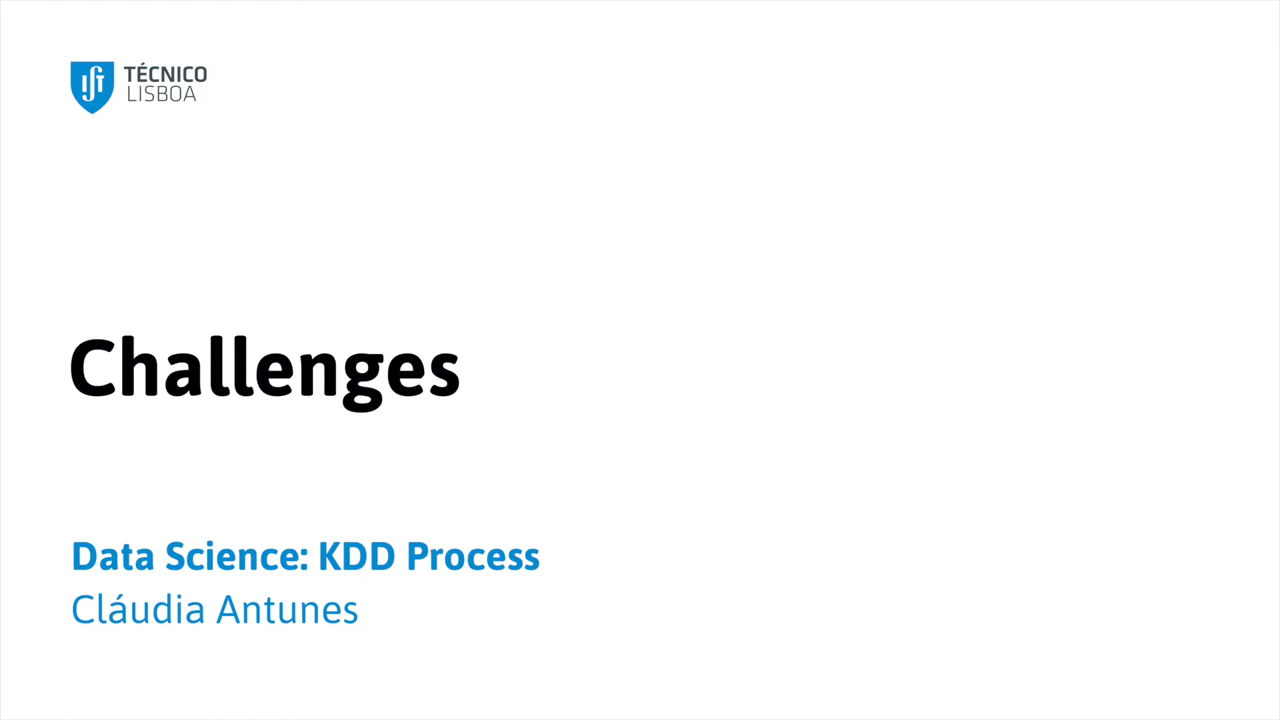 TÉCNICO
LISBOA
Challenges
Data Science: KDD Process
Cláudia Antunes